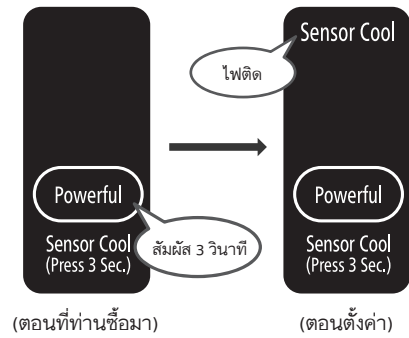 Sensor Cool
ไฟติด
Powerful
Sensor Cool
(Press 3 Sec.)
สัมผัส 3 วินาที
Powerful
Sensor Cool
(Press 3 Sec.)
(ตอนที่ท่านซื้อมา)
(ตอนตั้งค่า)